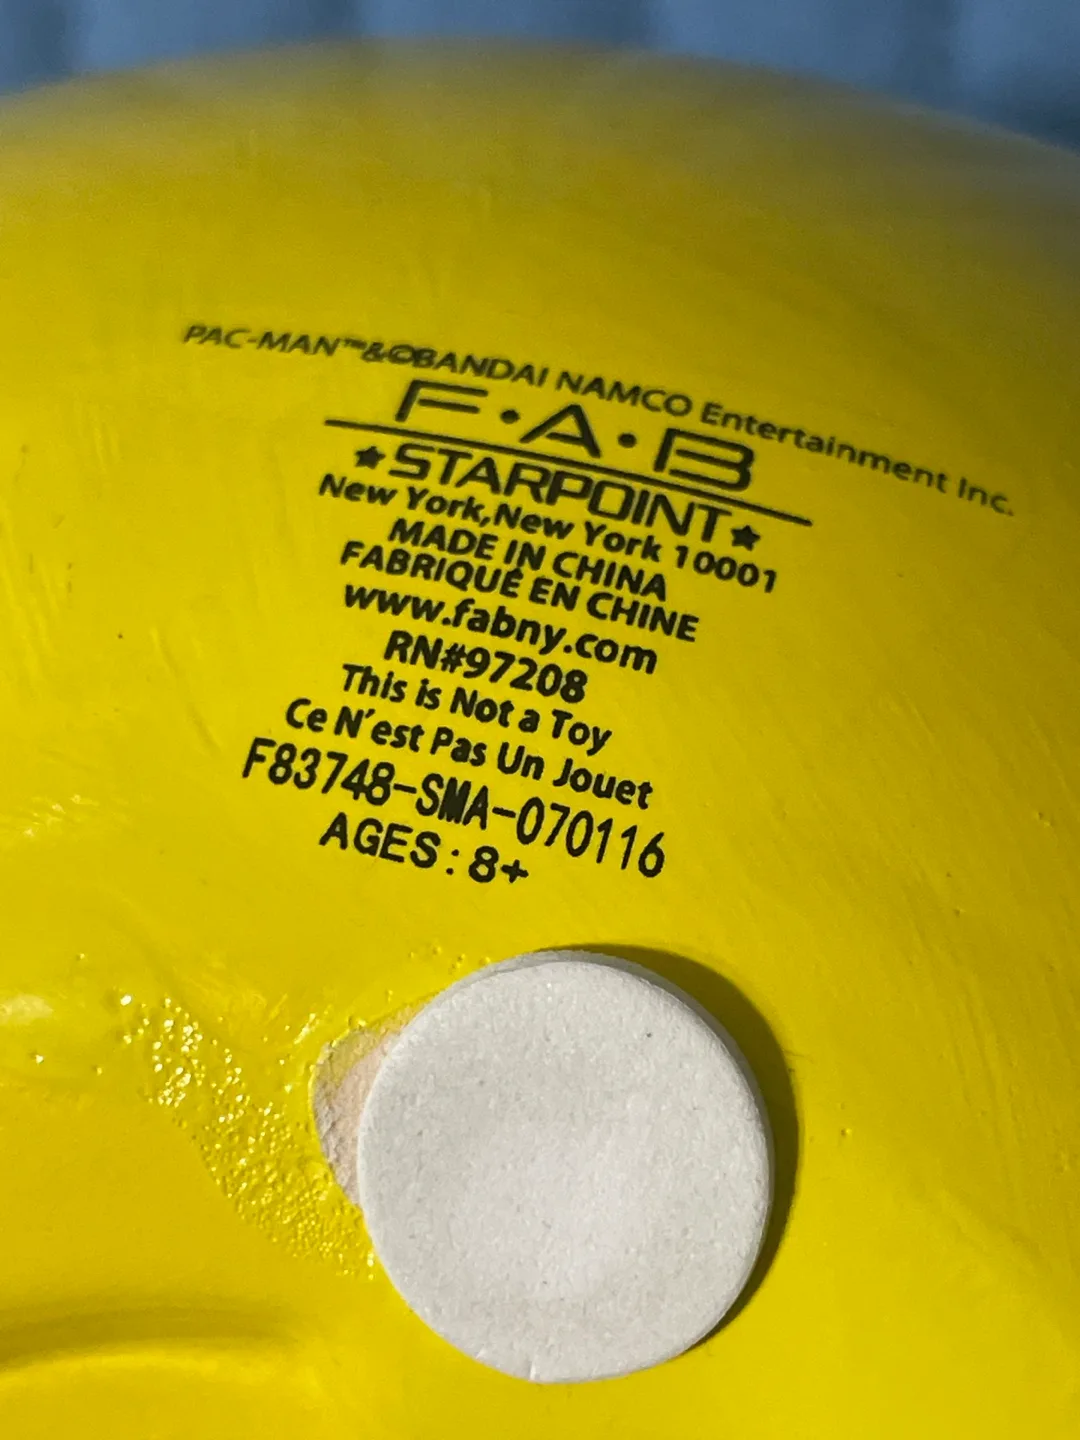 PAC-MAN™&©BANDAI NAMCO Entertainment Inc.
F·A·B
★STARPOINT★
New York,New York 10001
MADE IN CHINA
FABRIQUÉ EN CHINE
www.fabny.com
RN#97208
This is Not a Toy
Ce N'est Pas Un Jouet
F83748-SMA-070116
AGES:8+